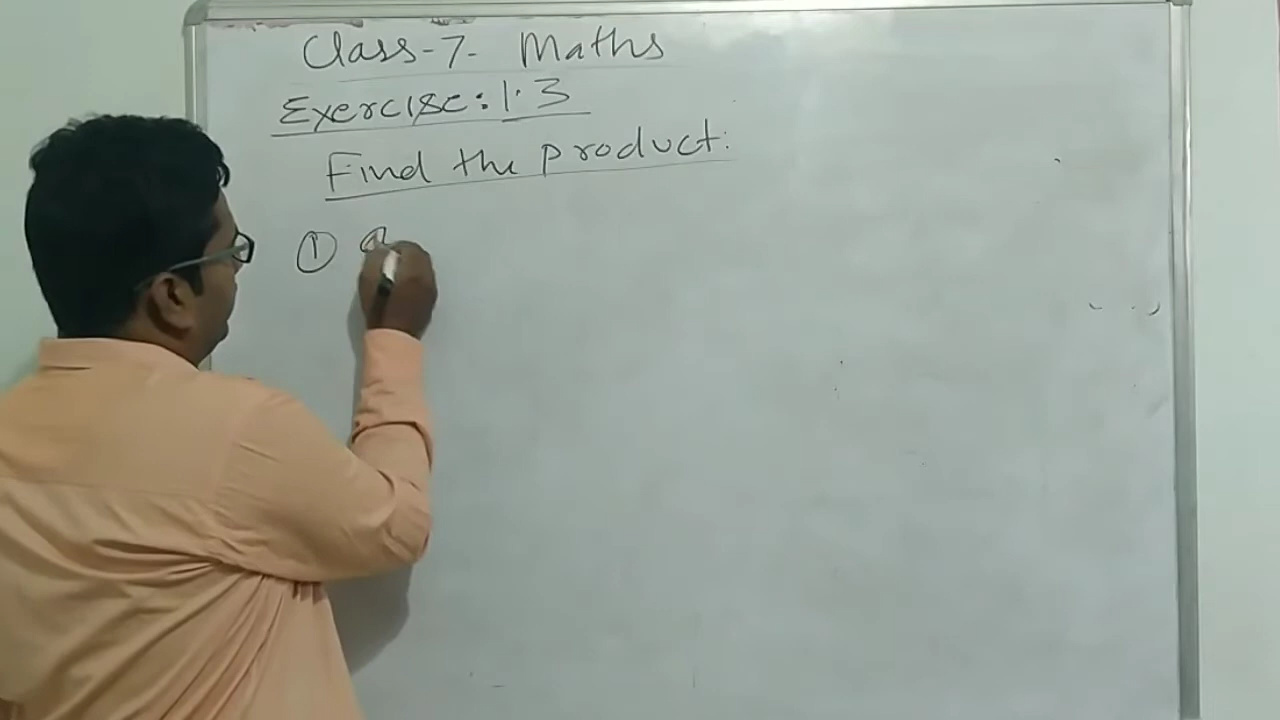 Class-7- Maths
Exercise: 1.3
Find the product:
① a